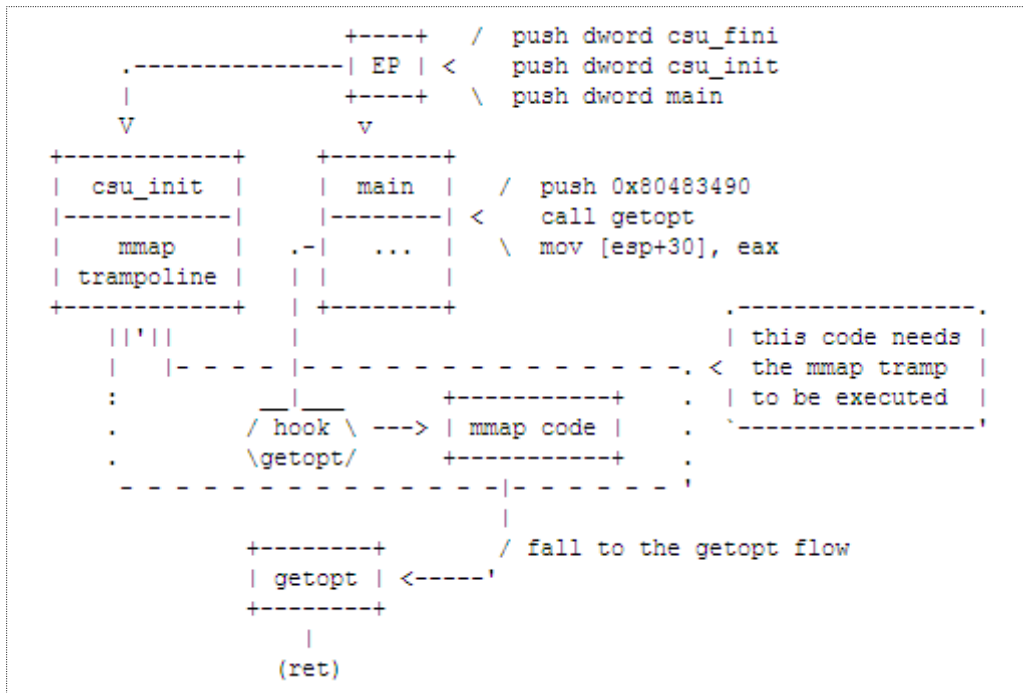 / push dword csu_fini
EP < push dword csu_init
\ push dword main
V v
csu_init main / push 0x80483490
< call getopt
mmap ... \ mov [esp+30], eax
trampoline
this code needs
< the mmap tramp
to be executed
/ hook \ ---> mmap code
\getopt/
/ fall to the getopt flow
getopt <-----'
(ret)